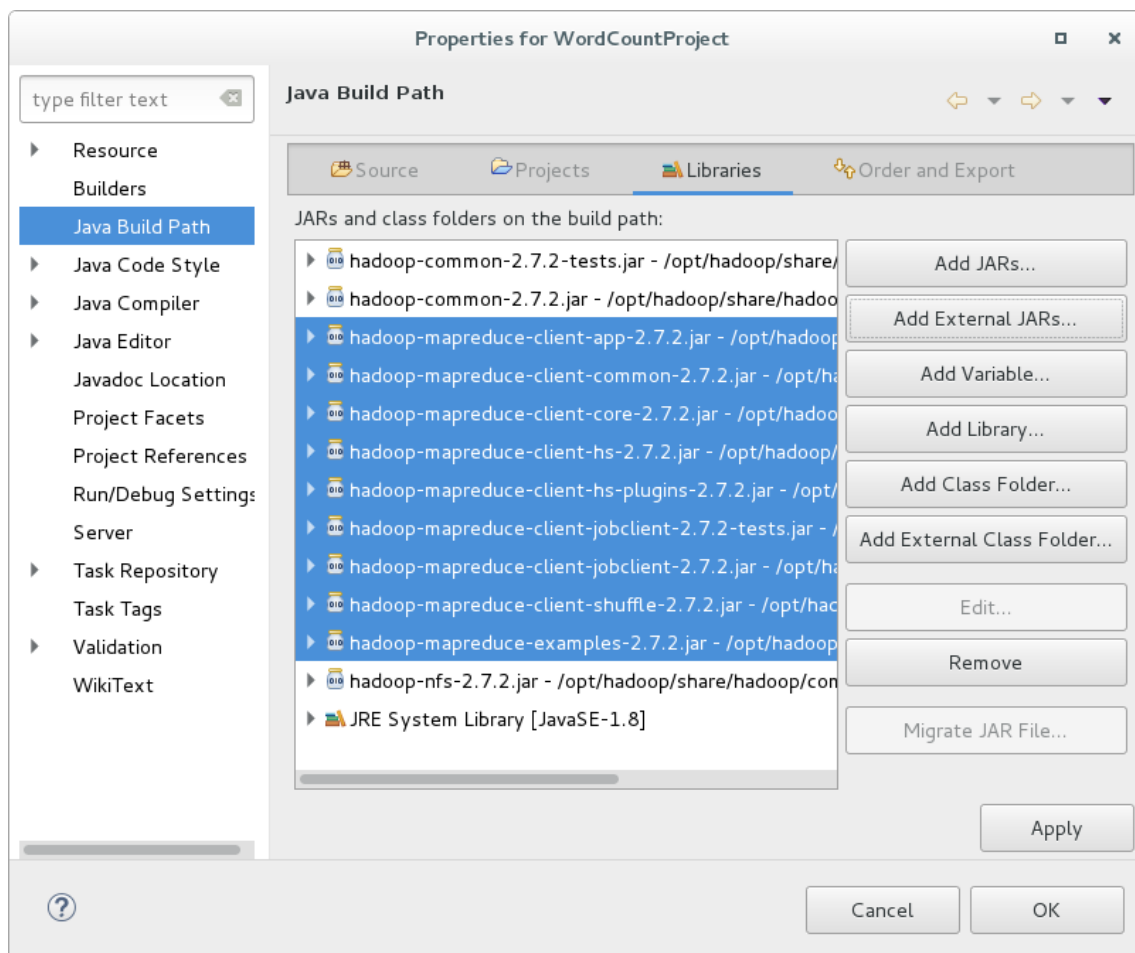 Properties for WordCountProject
type filter text
Resource
Builders
Java Build Path
Java Code Style
Java Compiler
Java Editor
Javadoc Location
Project Facets
Project References
Run/Debug Settings
Server
Task Repository
Task Tags
Validation
WikiText
Java Build Path
Source Projects Libraries Order and Export
JARs and class folders on the build path:
hadoop-common-2.7.2-tests.jar - /opt/hadoop/share/
hadoop-common-2.7.2.jar - /opt/hadoop/share/hadoo
hadoop-mapreduce-client-app-2.7.2.jar - /opt/hadoop
hadoop-mapreduce-client-common-2.7.2.jar - /opt/ha
hadoop-mapreduce-client-core-2.7.2.jar - /opt/hadoo
hadoop-mapreduce-client-hs-2.7.2.jar - /opt/hadoop/
hadoop-mapreduce-client-hs-plugins-2.7.2.jar - /opt/
hadoop-mapreduce-client-jobclient-2.7.2-tests.jar - /
hadoop-mapreduce-client-jobclient-2.7.2.jar - /opt/ha
hadoop-mapreduce-client-shuffle-2.7.2.jar - /opt/hac
hadoop-mapreduce-examples-2.7.2.jar - /opt/hadoop
hadoop-nfs-2.7.2.jar - /opt/hadoop/share/hadoop/com
JRE System Library [JavaSE-1.8]
Add JARs...
Add External JARs...
Add Variable...
Add Library...
Add Class Folder...
Add External Class Folder...
Edit...
Remove
Migrate JAR File...
Apply
Cancel
OK